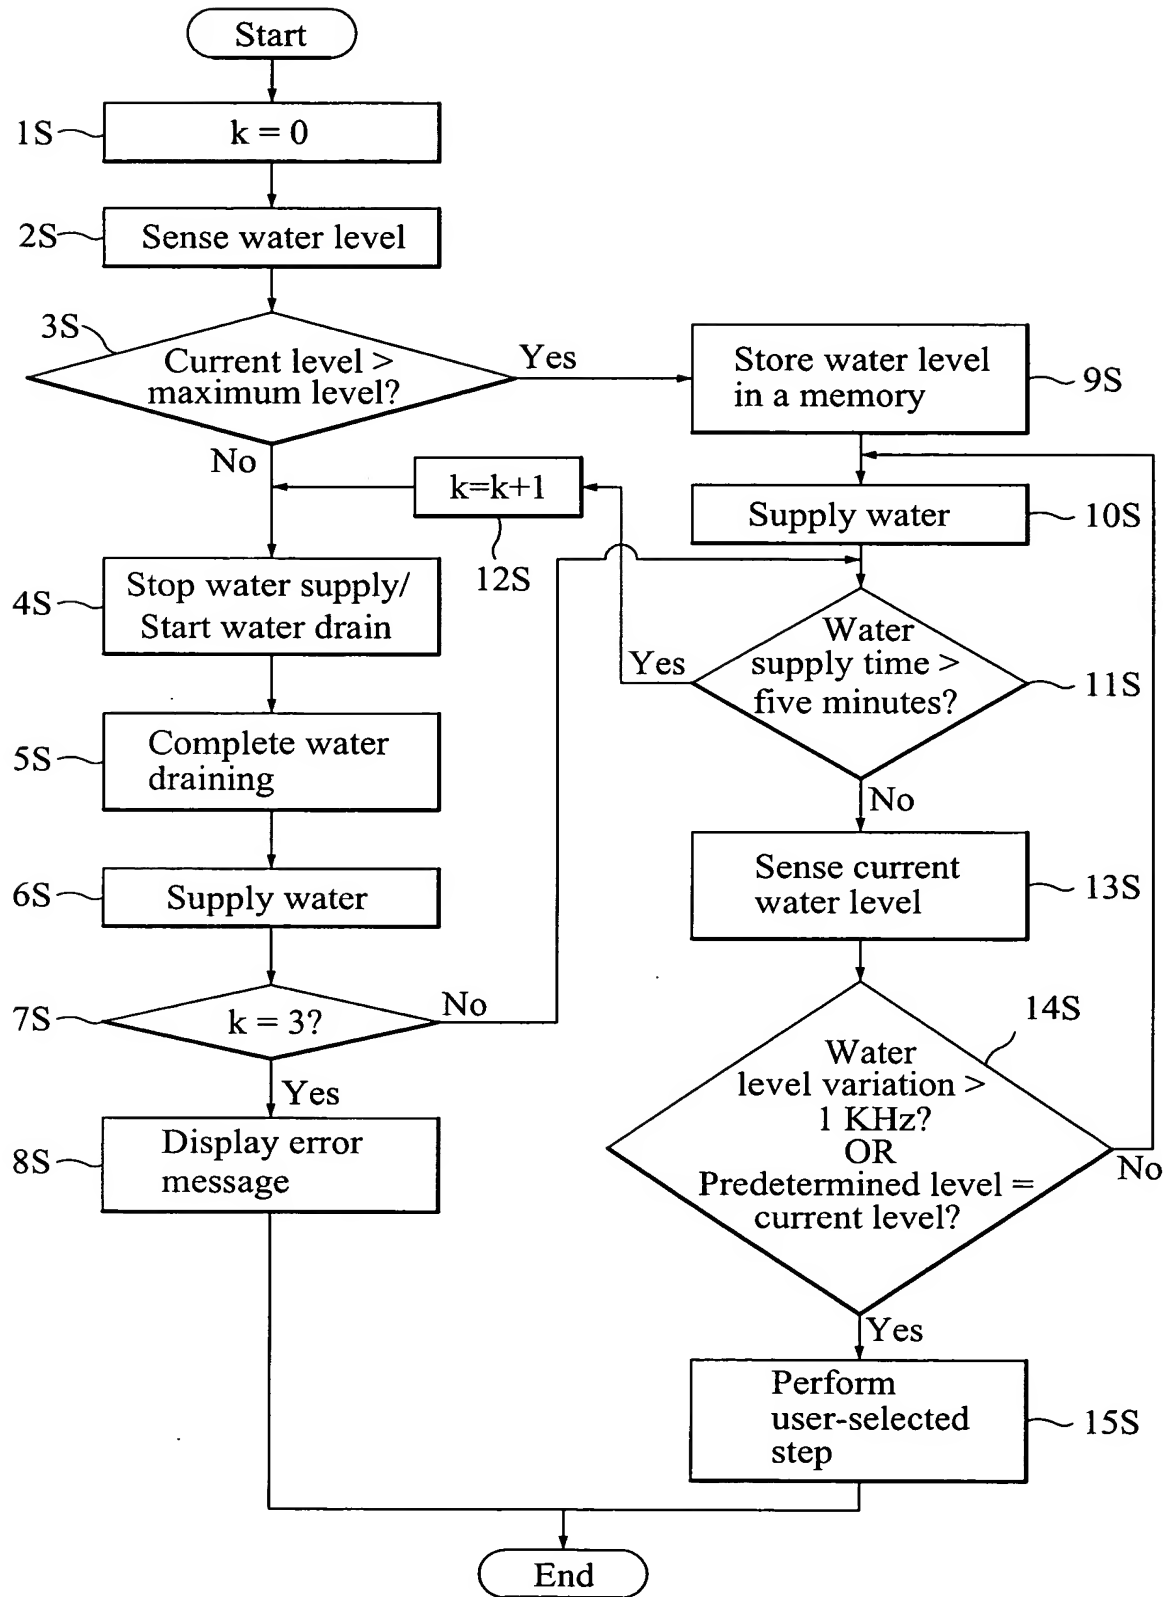 Start
1S
k = 0
2S
Sense water level
3S
Current level >
maximum level?
Yes
No
Store water level
in a memory
9S
k=k+1
12S
Supply water
10S
4S
Stop water supply/
Start water drain
Water
supply time >
five minutes?
Yes
11S
No
5S
Complete water
draining
6S
Supply water
Sense current
water level
13S
7S
k = 3?
No
Yes
14S
Water
level variation >
1 KHz?
OR
Predetermined level =
current level?
No
Yes
8S
Display error
message
Perform
user-selected
step
15S
End